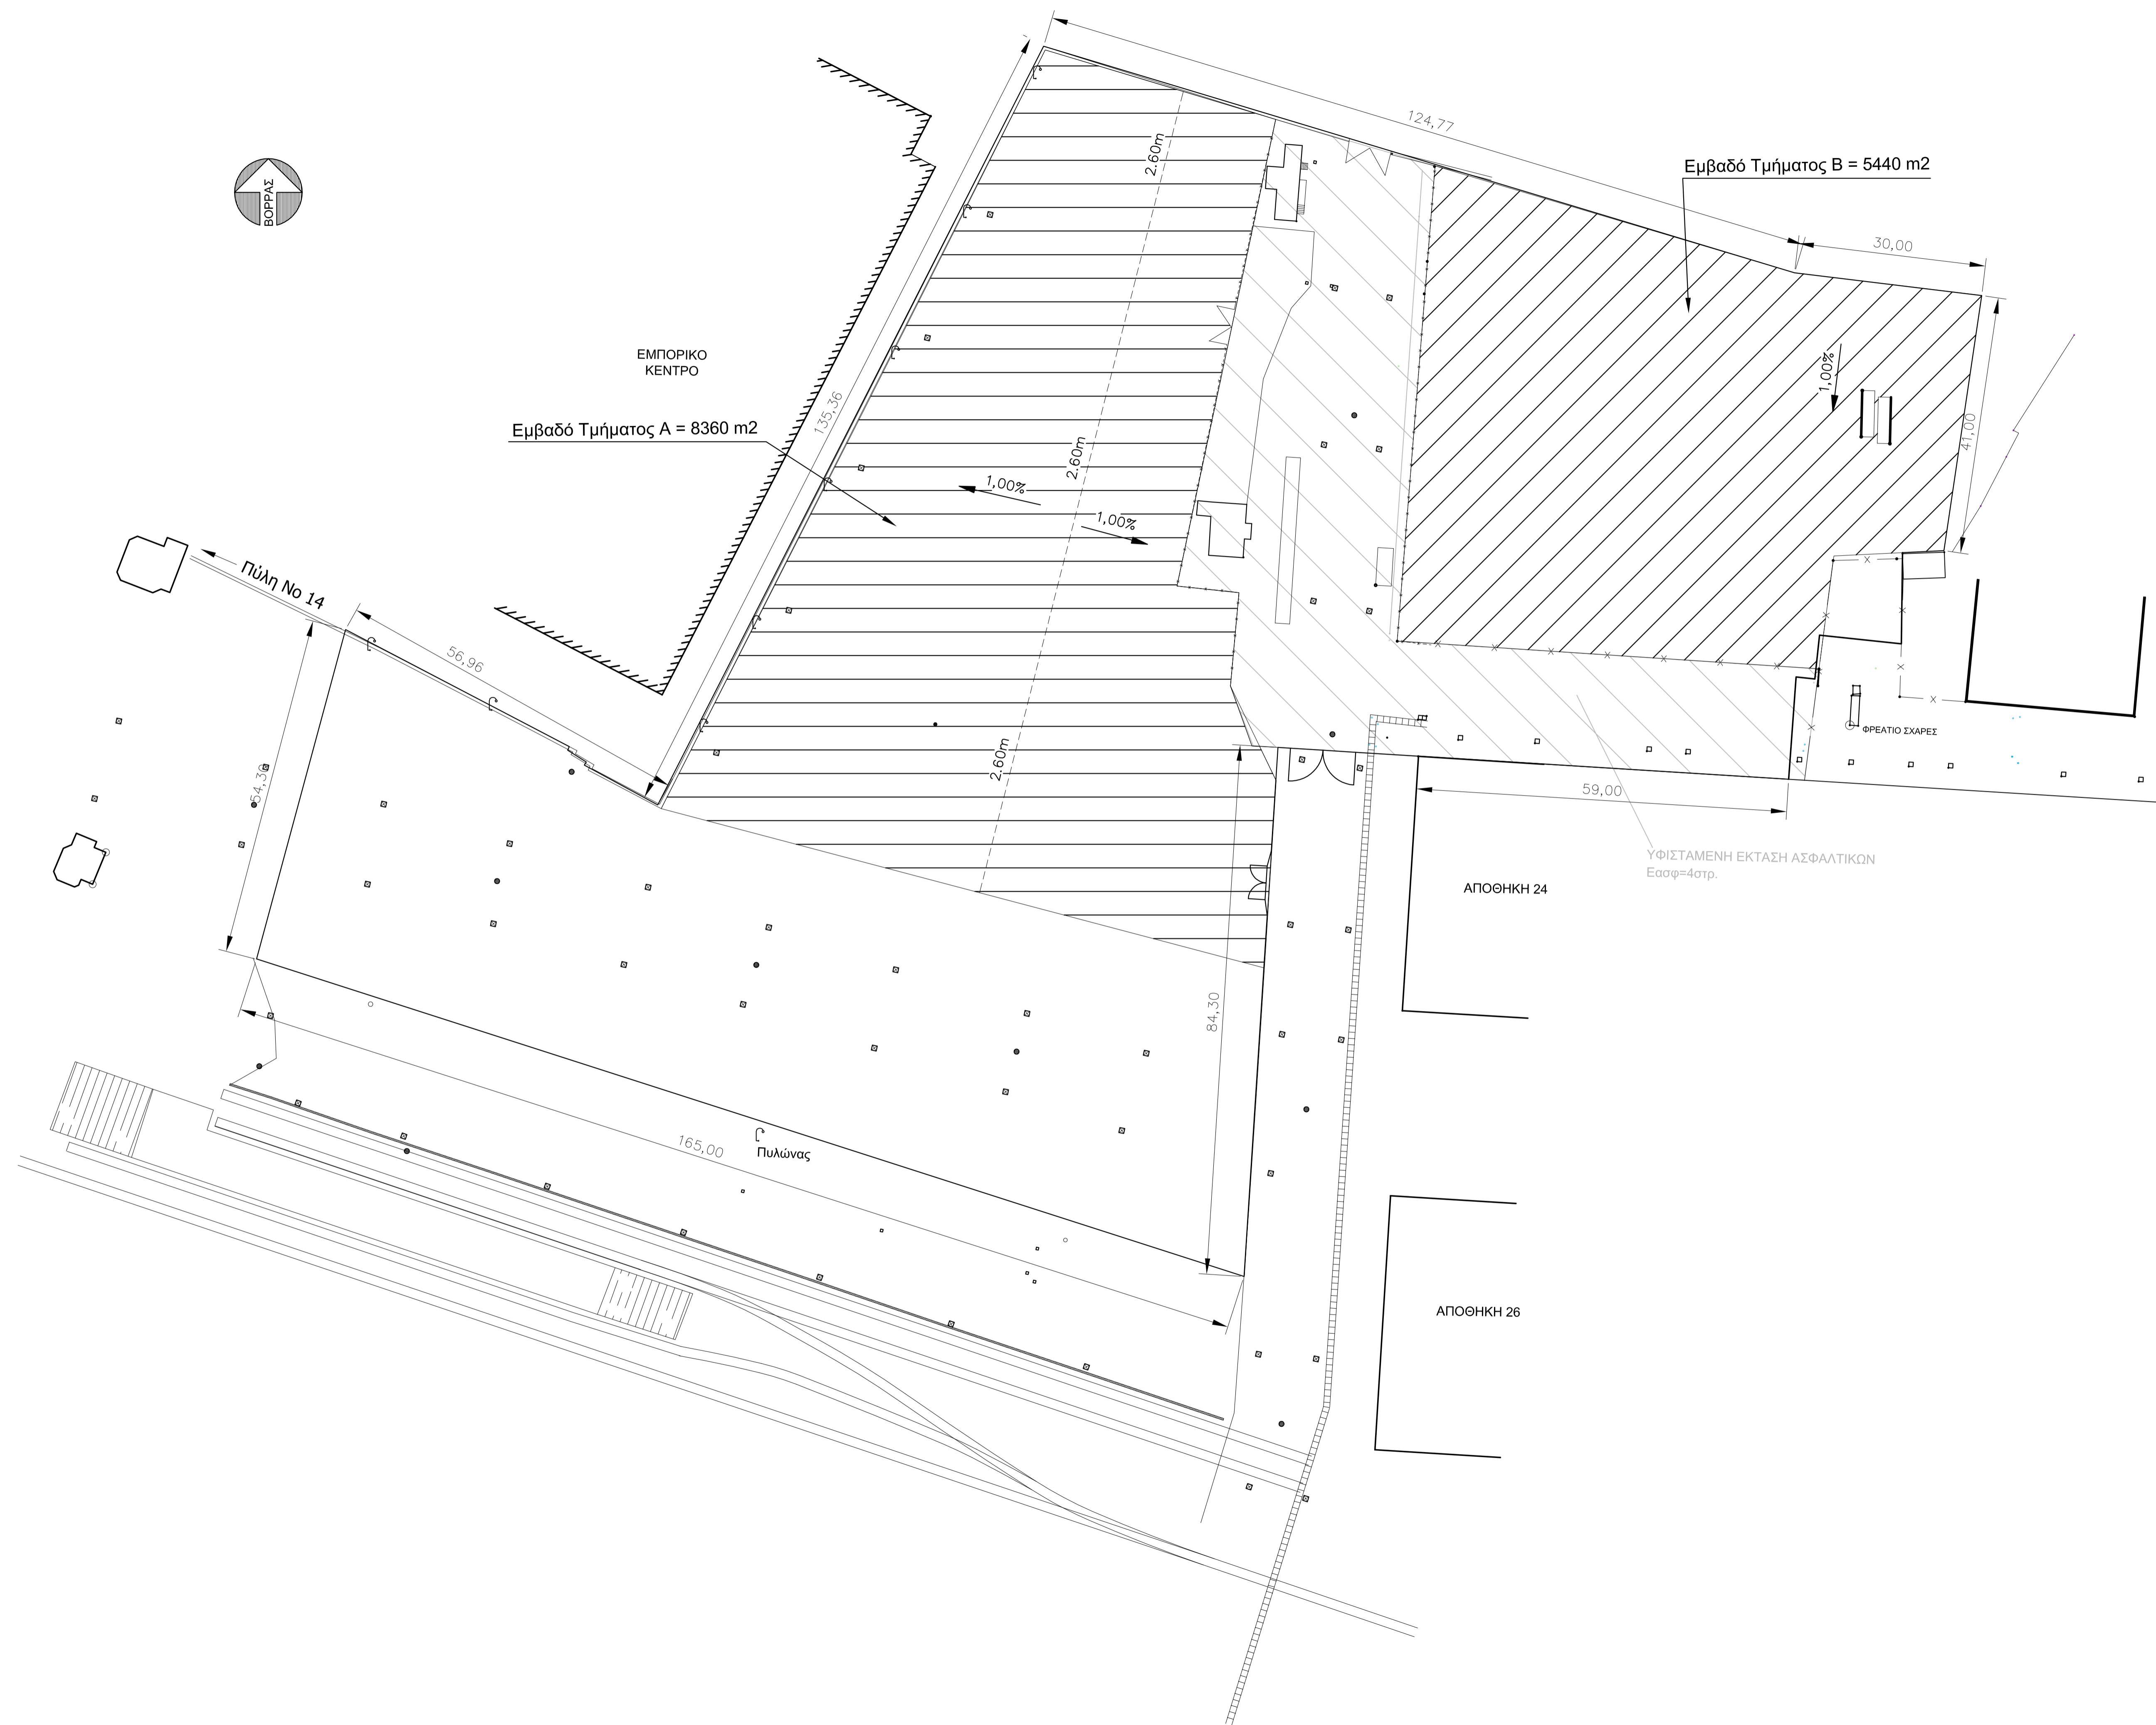 124,77
Εμβαδό Τμήματος Β = 5440 m2
2.60m
ΒΟΡΡΑΣ
30,00
ΕΜΠΟΡΙΚΟ
ΚΕΝΤΡΟ
1,00%
135,36
Εμβαδό Τμήματος Α = 8360 m2
41,00
2.60m
1,00%
1,00%
Πύλη Νο 14
56,96
ΦΡΕΑΤΙΟ ΣΧΑΡΕΣ
2.60m
54,30
59,00
ΥΦΙΣΤΑΜΕΝΗ ΕΚΤΑΣΗ ΑΣΦΑΛΤΙΚΩΝ
Εασφ=4στρ.
ΑΠΟΘΗΚΗ 24
84,30
165,00
Πυλώνας
ΑΠΟΘΗΚΗ 26